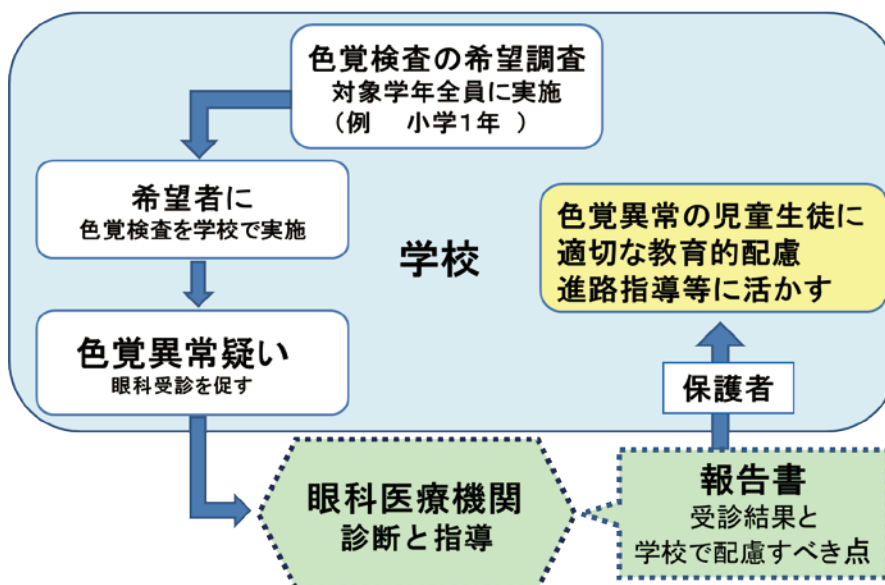 色覚検査の希望調査
対象学年全員に実施
（例　小学1年　）
希望者に
色覚検査を学校で実施
色覚異常疑い
眼科受診を促す
学校
色覚異常の児童生徒に
適切な教育的配慮
進路指導等に活かす
保護者
眼科医療機関
診断と指導
報告書
受診結果と
学校で配慮すべき点